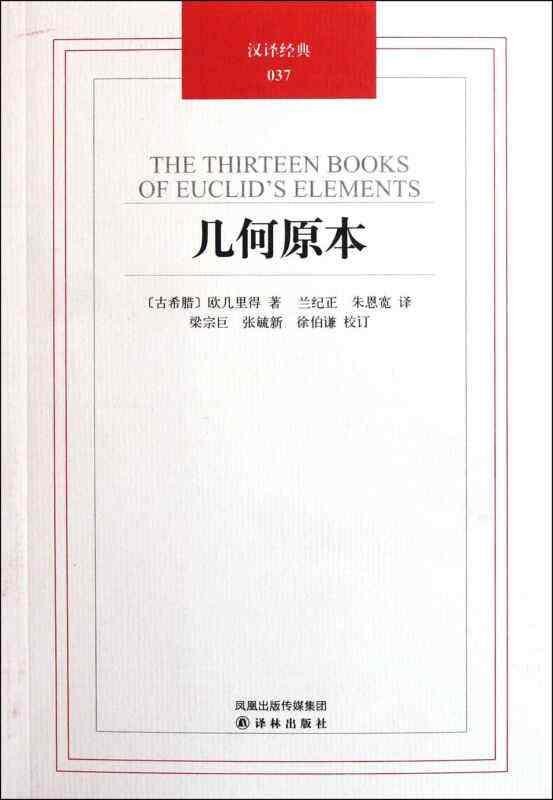 汉译经典
037
THE THIRTEEN BOOKS
OF EUCLID'S ELEMENTS
几何原本
〔古希腊〕欧几里得 著 兰纪正 朱恩宽 译
梁宗巨 张毓新 徐伯谦 校订
凤凰出版传媒集团
译林出版社